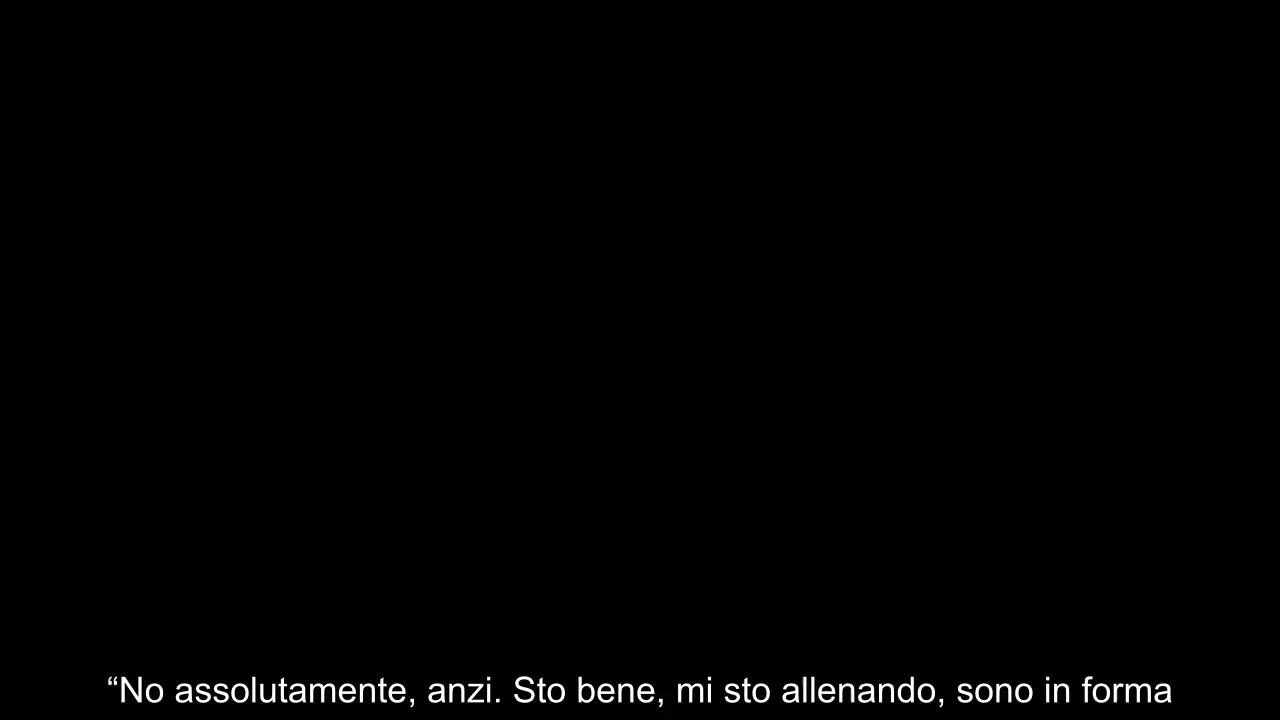 “No assolutamente, anzi. Sto bene, mi sto allenando, sono in forma